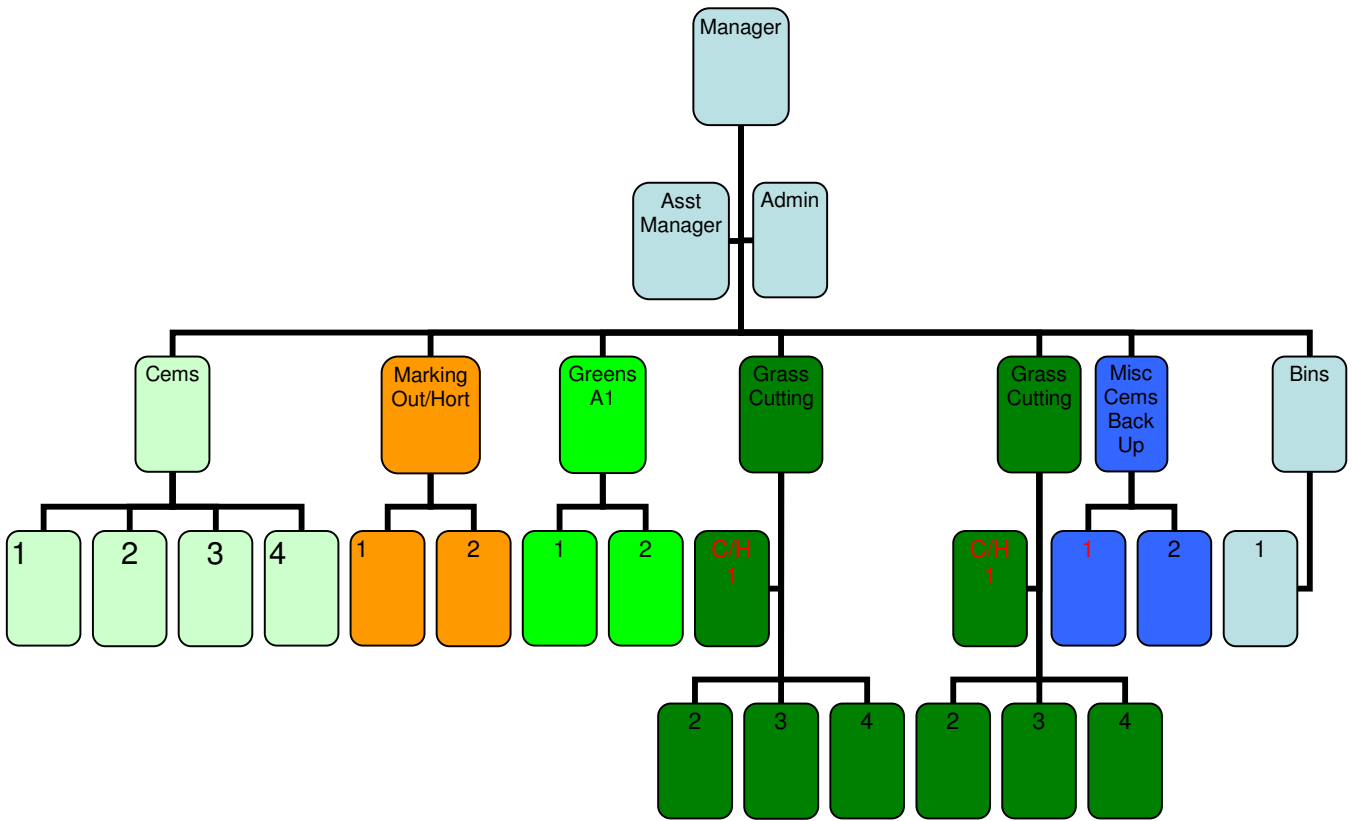 Manager
Asst
Manager
Admin
Cems
Marking
Out/Hort
Greens
A1
Grass
Cutting
Grass
Cutting
Misc
Cems
Back
Up
Bins
1
2
3
4
1
2
1
2
C/H
1
C/H
1
1
2
1
2
3
4
2
3
4